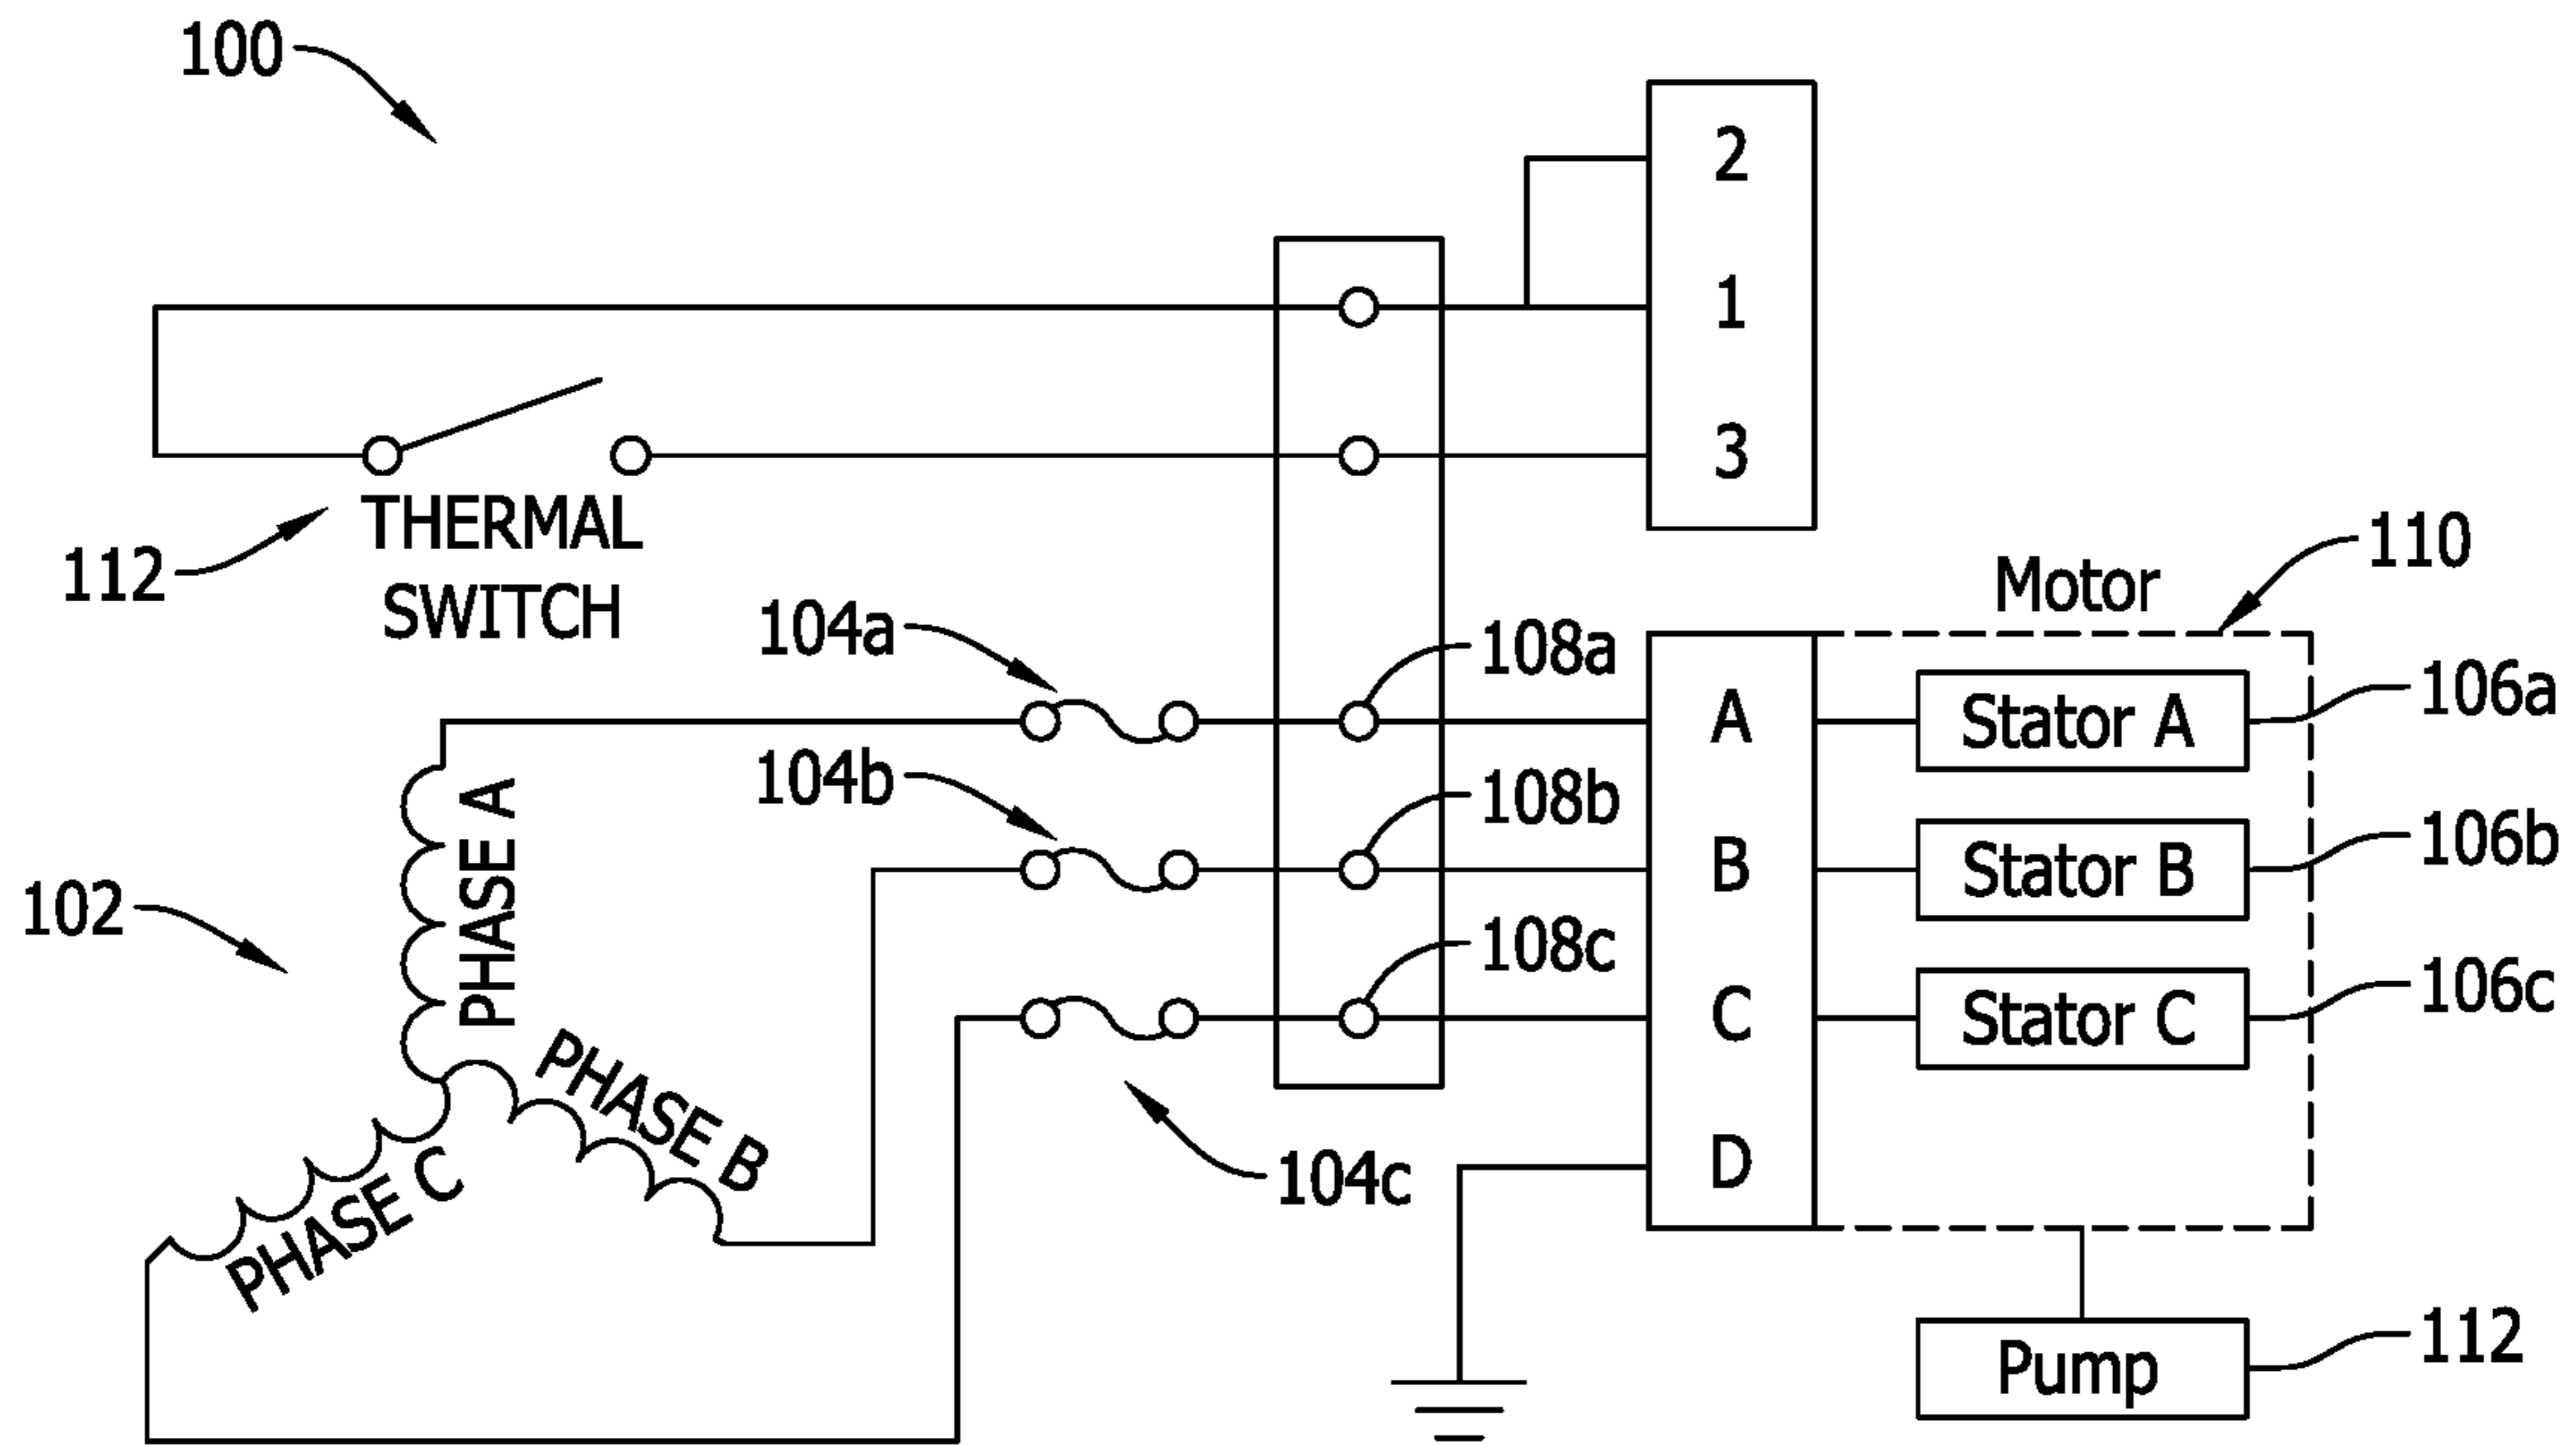 100
2
1
3
THERMAL
SWITCH
112
110
Motor
104a
108a
A
Stator A
106a
104b
108b
B
Stator B
106b
PHASE A
102
108c
C
Stator C
106c
PHASE B
PHASE C
104c
D
Pump
112